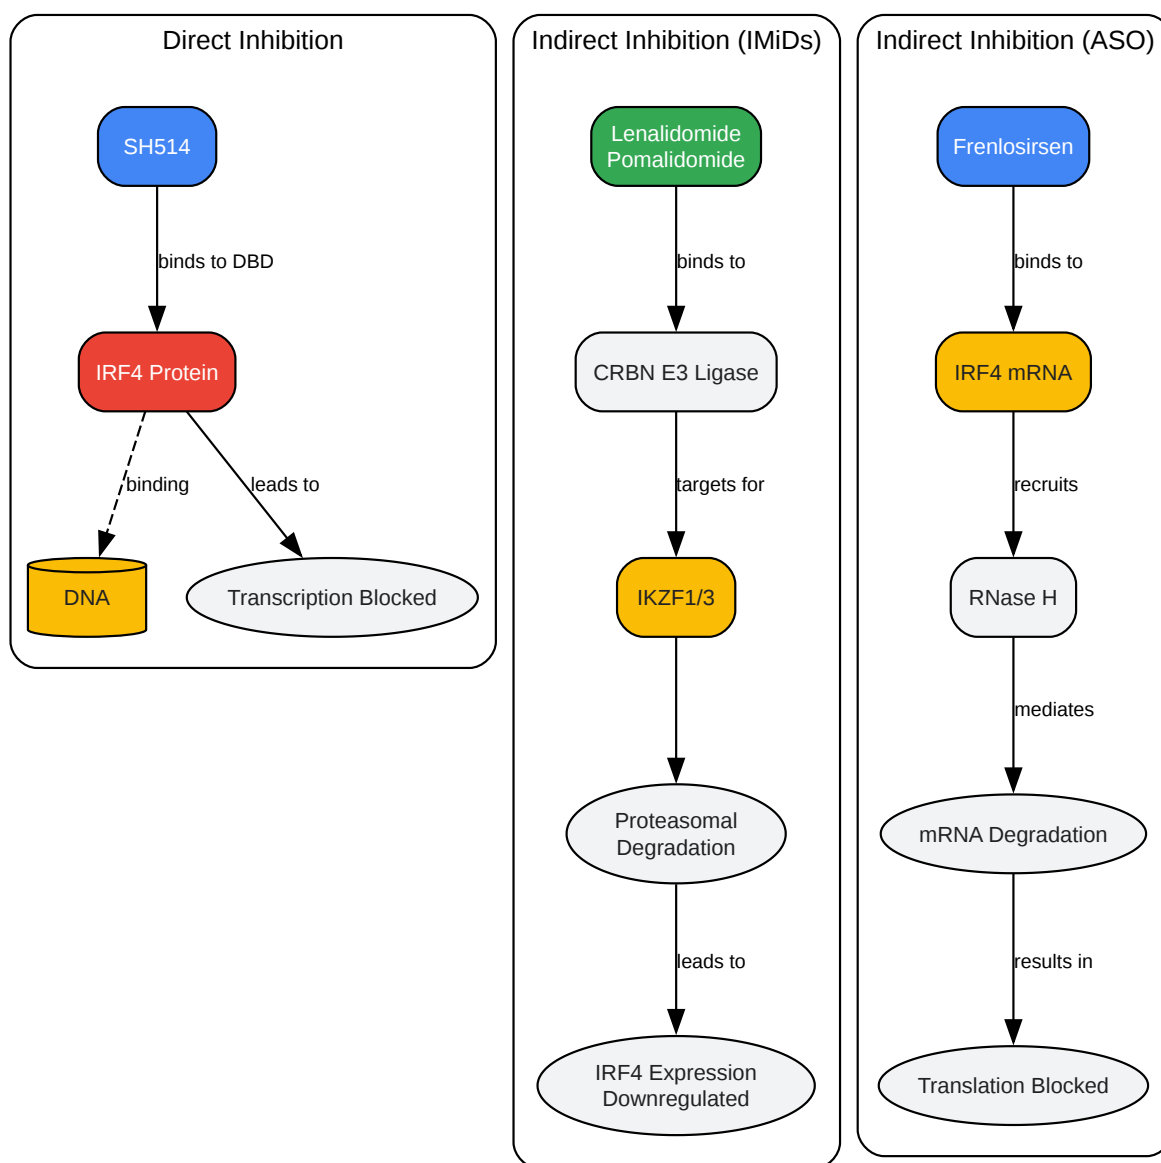 Direct Inhibition
SH514
binds to DBD
IRF4 Protein
binding
leads to
DNA
Transcription Blocked
Indirect Inhibition (IMiDs)
Lenalidomide
Pomalidomide
binds to
CRBN E3 Ligase
targets for
IKZF1/3
Proteasomal
Degradation
leads to
IRF4 Expression
Downregulated
Indirect Inhibition (ASO)
Frenlosirsen
binds to
IRF4 mRNA
recruits
RNase H
mediates
mRNA Degradation
results in
Translation Blocked